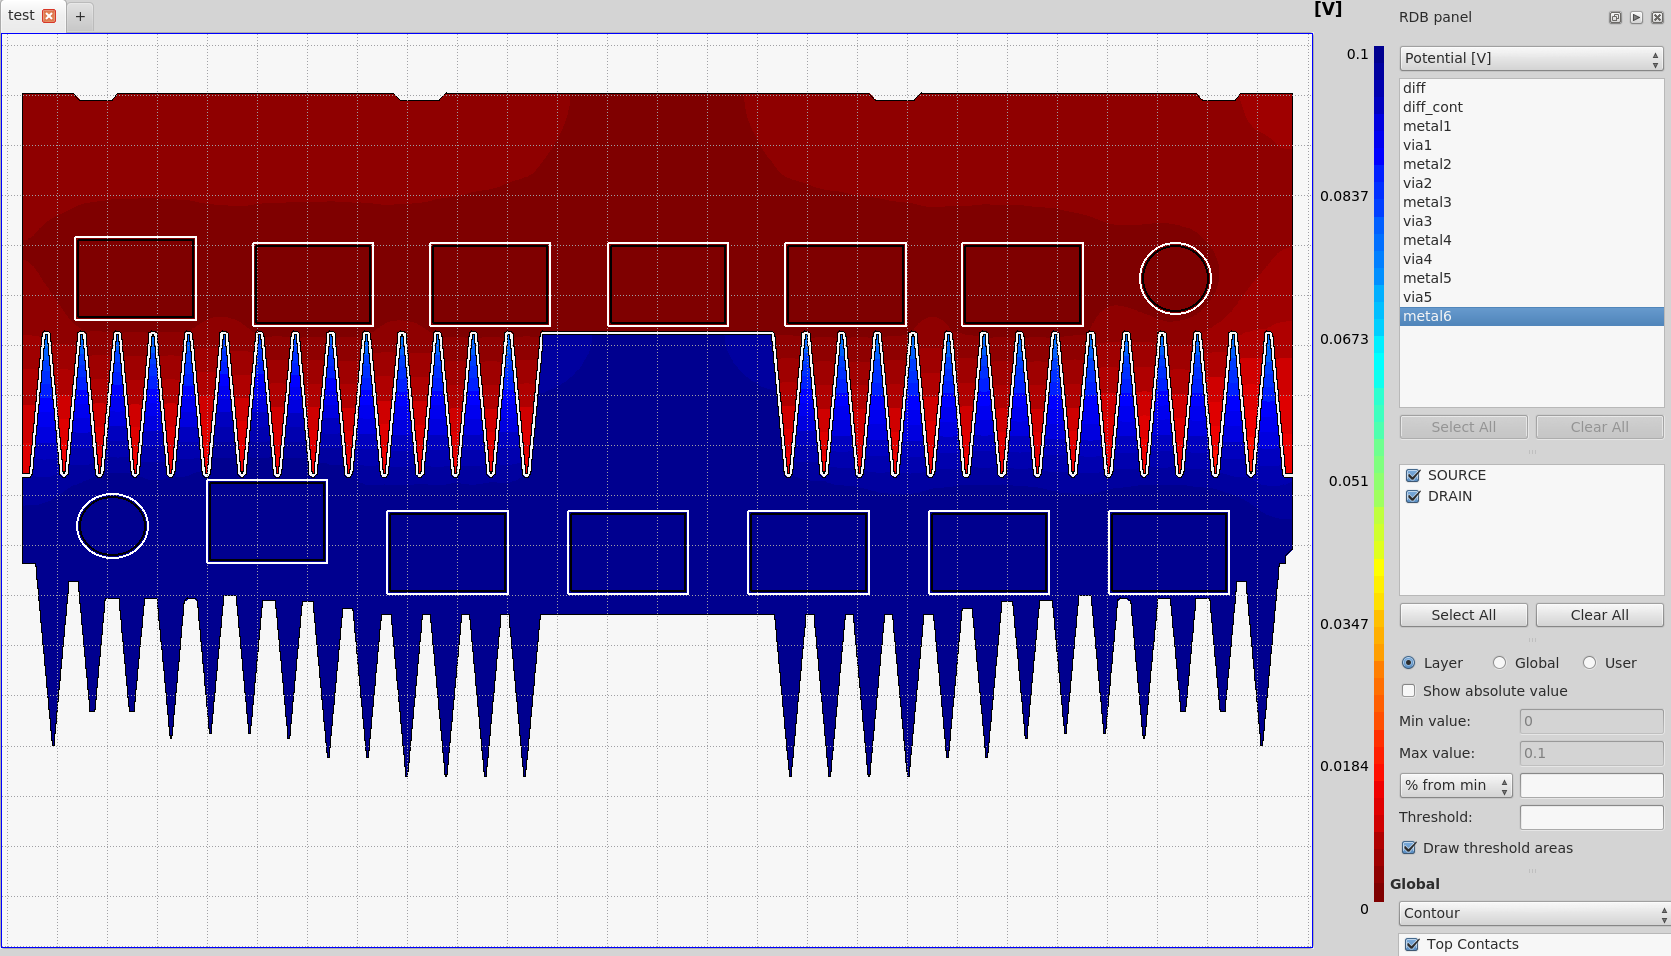 test
+
[V]
0.1
0.0837
0.0673
0.051
0.0347
0.0184
0
RDB panel
Potential [V]
diff
diff_cont
metal1
via1
metal2
via2
metal3
via3
metal4
via4
metal5
via5
metal6
Select All Clear All
SOURCE
DRAIN
Select All Clear All
Layer Global User
Show absolute value
Min value: 0
Max value: 0.1
% from min
Threshold:
Draw threshold areas
Global
Contour
Top Contacts